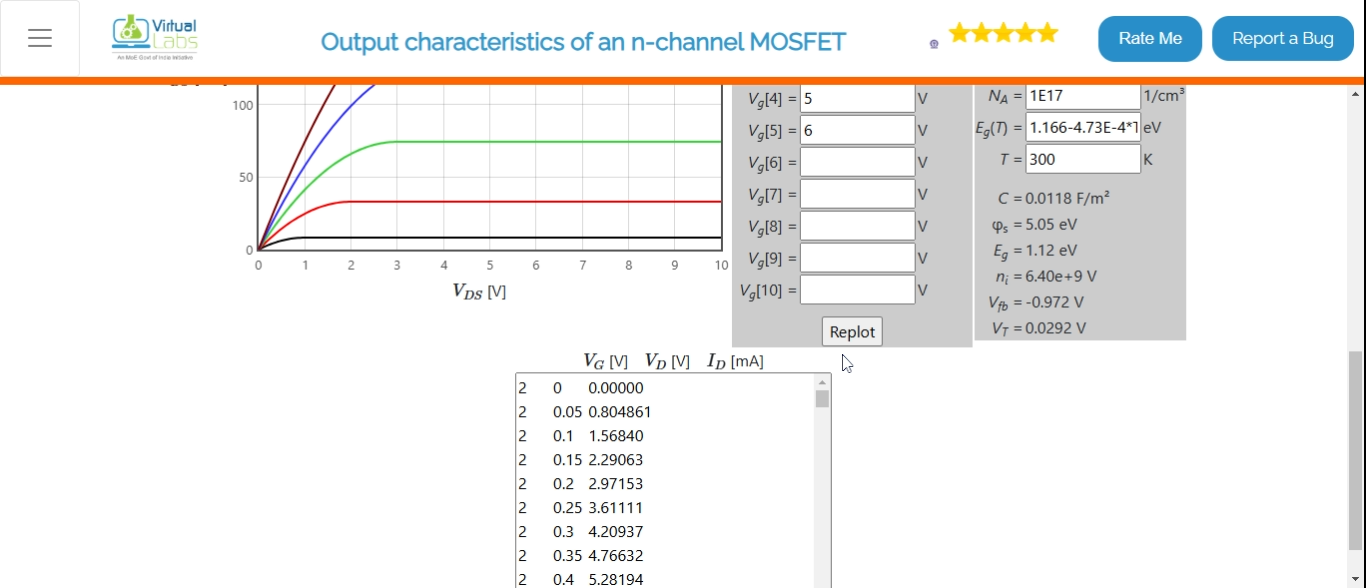 Virtual
Labs
An MoE Govt of India Initiative
Output characteristics of an n-channel MOSFET
Rate Me
Report a Bug
100
50
0
0 1 2 3 4 5 6 7 8 9 10
V_DS [V]
V_g[4] = 5 V
V_g[5] = 6 V
V_g[6] = V
V_g[7] = V
V_g[8] = V
V_g[9] = V
V_g[10] = V
Replot
N_A = 1E17 1/cm³
E_g(T) = 1.166-4.73E-4*T eV
T = 300 K
C = 0.0118 F/m²
φ_s = 5.05 eV
E_g = 1.12 eV
n_i = 6.40e+9 V
V_fb = -0.972 V
V_T = 0.0292 V
V_G [V] V_D [V] I_D [mA]
2 0 0.00000
2 0.05 0.804861
2 0.1 1.56840
2 0.15 2.29063
2 0.2 2.97153
2 0.25 3.61111
2 0.3 4.20937
2 0.35 4.76632
2 0.4 5.28194